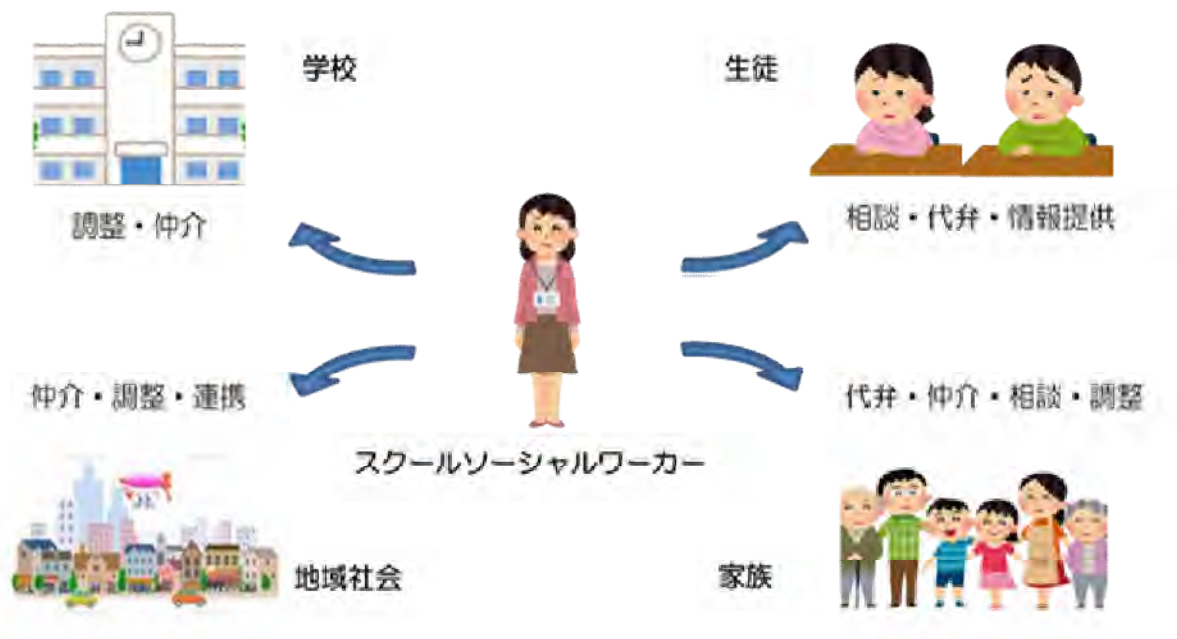 学校
生徒
調整・仲介
相談・代弁・情報提供
仲介・調整・連携
代弁・仲介・相談・調整
スクールソーシャルワーカー
地域社会
家族